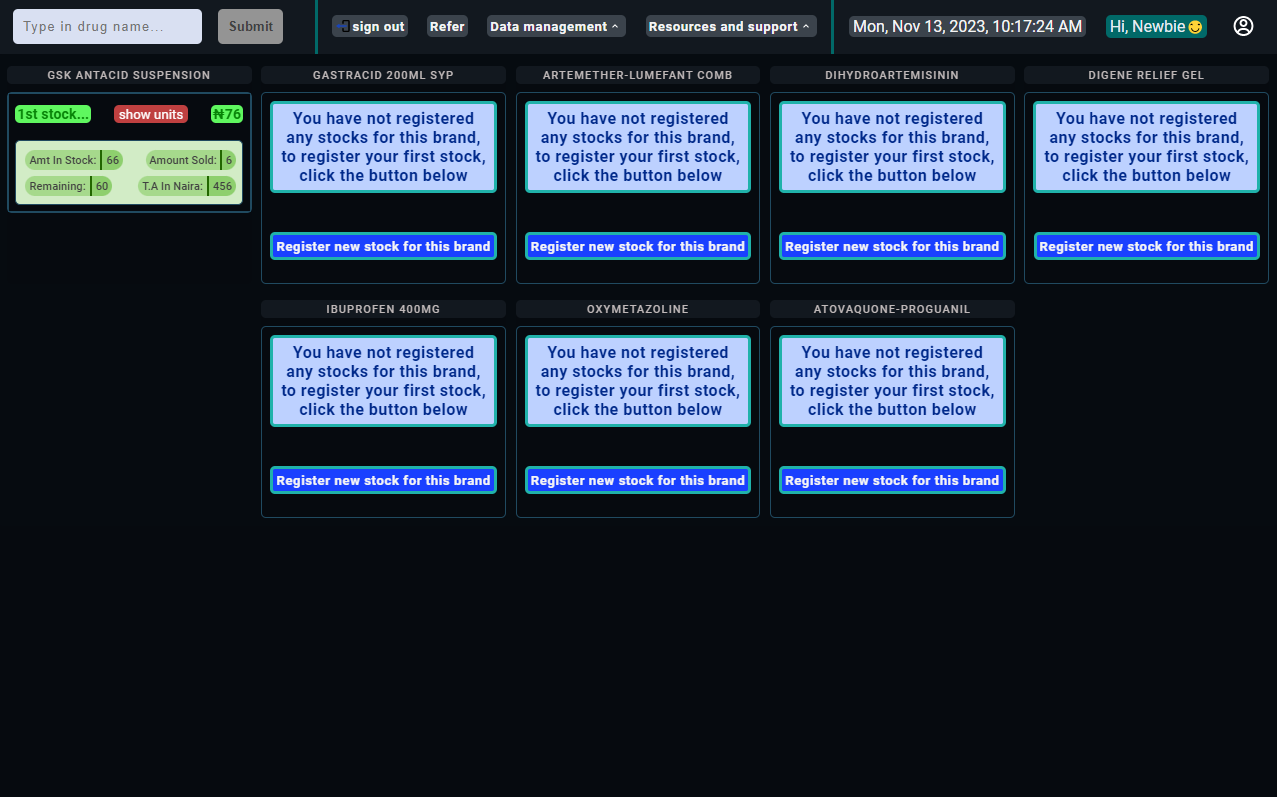 Type in drug name...
Submit
sign out
Refer
Data management
Resources and support
Mon, Nov 13, 2023, 10:17:24 AM
Hi, Newbie
GSK ANTACID SUSPENSION
1st stock...
show units
₦76
Amt In Stock: 66
Amount Sold: 6
Remaining: 60
T.A In Naira: 456
GASTRACID 200ML SYP
You have not registered
any stocks for this brand,
to register your first stock,
click the button below
Register new stock for this brand
ARTEMETHER-LUMEFANT COMB
You have not registered
any stocks for this brand,
to register your first stock,
click the button below
Register new stock for this brand
DIHYDROARTEMISININ
You have not registered
any stocks for this brand,
to register your first stock,
click the button below
Register new stock for this brand
DIGENE RELIEF GEL
You have not registered
any stocks for this brand,
to register your first stock,
click the button below
Register new stock for this brand
IBUPROFEN 400MG
You have not registered
any stocks for this brand,
to register your first stock,
click the button below
Register new stock for this brand
OXYMETAZOLINE
You have not registered
any stocks for this brand,
to register your first stock,
click the button below
Register new stock for this brand
ATOVAQUONE-PROGUANIL
You have not registered
any stocks for this brand,
to register your first stock,
click the button below
Register new stock for this brand